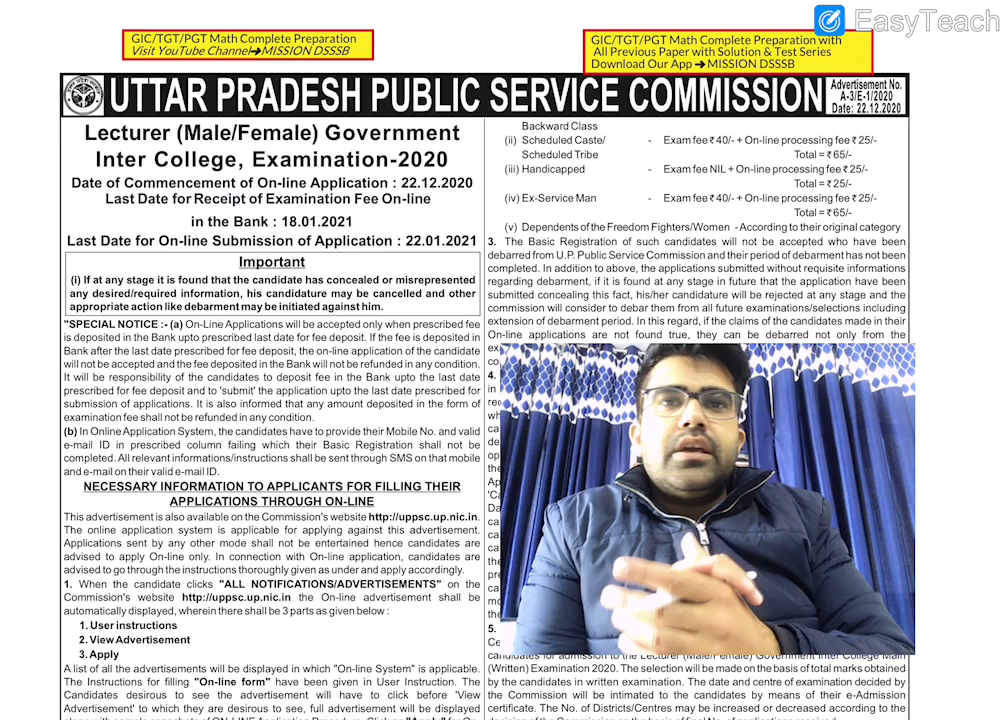 EasyTeach
GIC/TGT/PGT Math Complete Preparation
Visit YouTube Channel➔MISSION DSSSB
GIC/TGT/PGT Math Complete Preparation with
All Previous Paper with Solution & Test Series
Download Our App ➔ MISSION DSSSB
UTTAR PRADESH PUBLIC SERVICE COMMISSION
Advertisement No.
A-3/E-1/2020
Date: 22.12.2020
Lecturer (Male/Female) Government
Inter College, Examination-2020
Date of Commencement of On-line Application : 22.12.2020
Last Date for Receipt of Examination Fee On-line
in the Bank : 18.01.2021
Last Date for On-line Submission of Application : 22.01.2021
Important
(i) If at any stage it is found that the candidate has concealed or misrepresented
any desired/required information, his candidature may be cancelled and other
appropriate action like debarment may be initiated against him.
"SPECIAL NOTICE :- (a) On-Line Applications will be accepted only when prescribed fee
is deposited in the Bank upto prescribed last date for fee deposit. If the fee is deposited in
Bank after the last date prescribed for fee deposit, the on-line application of the candidate
will not be accepted and the fee deposited in the Bank will not be refunded in any condition.
It will be responsibility of the candidates to deposit fee in the Bank upto the last date
prescribed for fee deposit and to 'submit' the application upto the last date prescribed for
submission of applications. It is also informed that any amount deposited in the form of
examination fee shall not be refunded in any condition.
(b) In Online Application System, the candidates have to provide their Mobile No. and valid
e-mail ID in prescribed column failing which their Basic Registration shall not be
completed. All relevant informations/instructions shall be sent through SMS on that mobile
and e-mail on their valid e-mail ID.
NECESSARY INFORMATION TO APPLICANTS FOR FILLING THEIR
APPLICATIONS THROUGH ON-LINE
This advertisement is also available on the Commission's website http://uppsc.up.nic.in.
The online application system is applicable for applying against this advertisement.
Applications sent by any other mode shall not be entertained hence candidates are
advised to apply On-line only. In connection with On-line application, candidates are
advised to go through the instructions thoroughly given as under and apply accordingly.
1. When the candidate clicks "ALL NOTIFICATIONS/ADVERTISEMENTS" on the
Commission's website http://uppsc.up.nic.in the On-line advertisement shall be
automatically displayed, wherein there shall be 3 parts as given below :
1. User instructions
2. View Advertisement
3. Apply
A list of all the advertisements will be displayed in which "On-line System" is applicable.
The Instructions for filling "On-line form" have been given in User Instruction. The
Candidates desirous to see the advertisement will have to click before 'View
Advertisement' to which they are desirous to see, full advertisement will be displayed
Backward Class
(ii) Scheduled Caste/ - Exam fee ₹ 40/- + On-line processing fee ₹ 25/-
Scheduled Tribe Total = ₹ 65/-
(iii) Handicapped - Exam fee NIL + On-line processing fee ₹ 25/-
Total = ₹ 25/-
(iv) Ex-Service Man - Exam fee ₹ 40/- + On-line processing fee ₹ 25/-
Total = ₹ 65/-
(v) Dependents of the Freedom Fighters/Women - According to their original category
3. The Basic Registration of such candidates will not be accepted who have been
debarred from U.P. Public Service Commission and their period of debarment has not been
completed. In addition to above, the applications submitted without requisite informations
regarding debarment, if it is found at any stage in future that the application have been
submitted concealing this fact, his/her candidature will be rejected at any stage and the
commission will consider to debar them from all future examinations/selections including
extension of debarment period. In this regard, if the claims of the candidates made in their
On-line applications are not found true, they can be debarred not only from the
4.
in
5.
candidates for admission to the Lecturer (Male/Female) Government Inter College Main
(Written) Examination 2020. The selection will be made on the basis of total marks obtained
by the candidates in written examination. The date and centre of examination decided by
the Commission will be intimated to the candidates by means of their e-Admission
certificate. The No. of Districts/Centres may be increased or decreased according to the